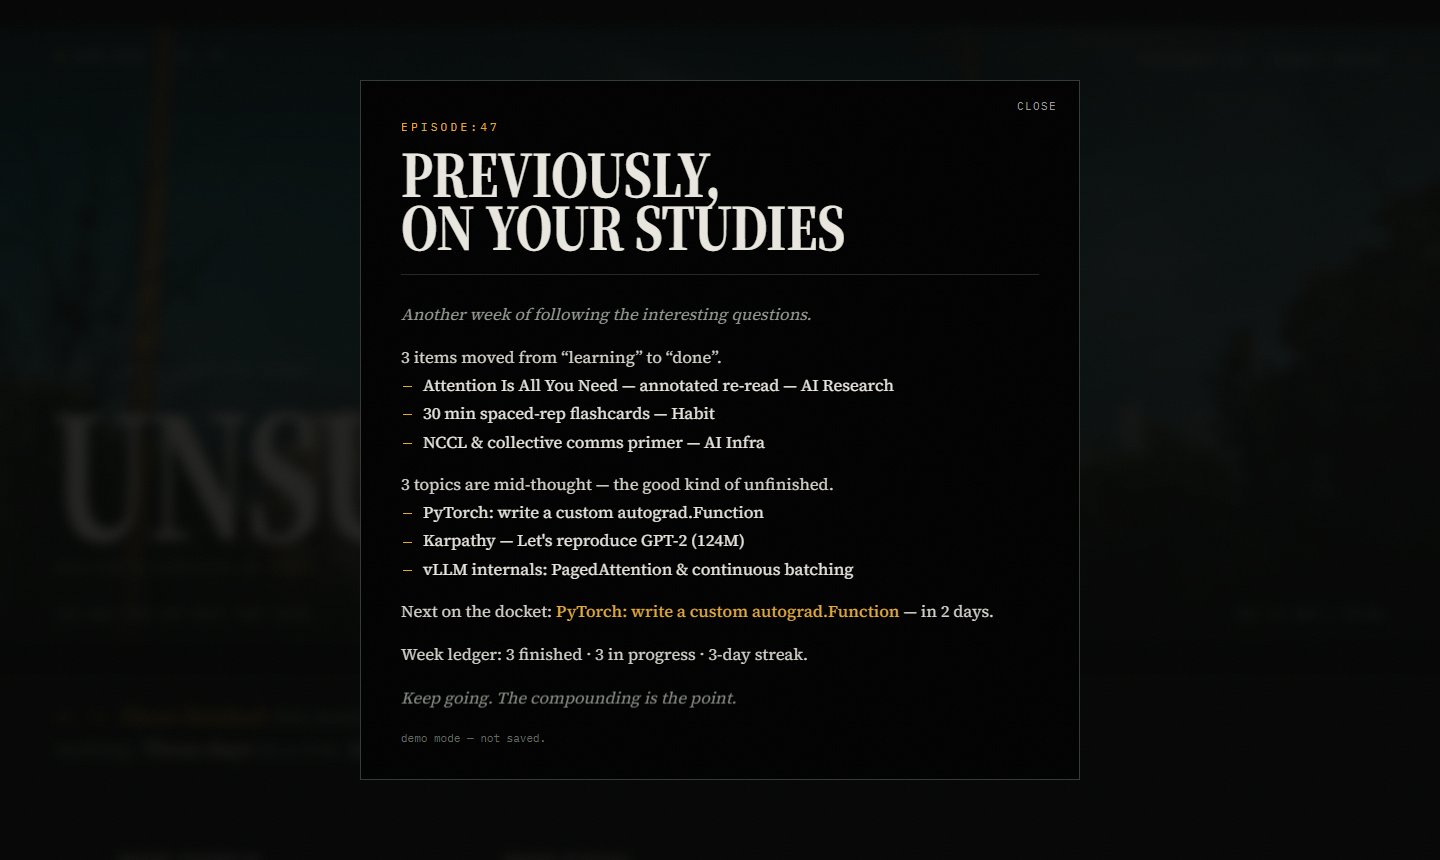 CLOSE
EPISODE:47
PREVIOUSLY,
ON YOUR STUDIES
Another week of following the interesting questions.
3 items moved from “learning” to “done”.
— Attention Is All You Need — annotated re-read — AI Research
— 30 min spaced-rep flashcards — Habit
— NCCL & collective comms primer — AI Infra
3 topics are mid-thought — the good kind of unfinished.
— PyTorch: write a custom autograd.Function
— Karpathy — Let's reproduce GPT-2 (124M)
— vLLM internals: PagedAttention & continuous batching
Next on the docket: PyTorch: write a custom autograd.Function — in 2 days.
Week ledger: 3 finished · 3 in progress · 3-day streak.
Keep going. The compounding is the point.
demo mode — not saved.